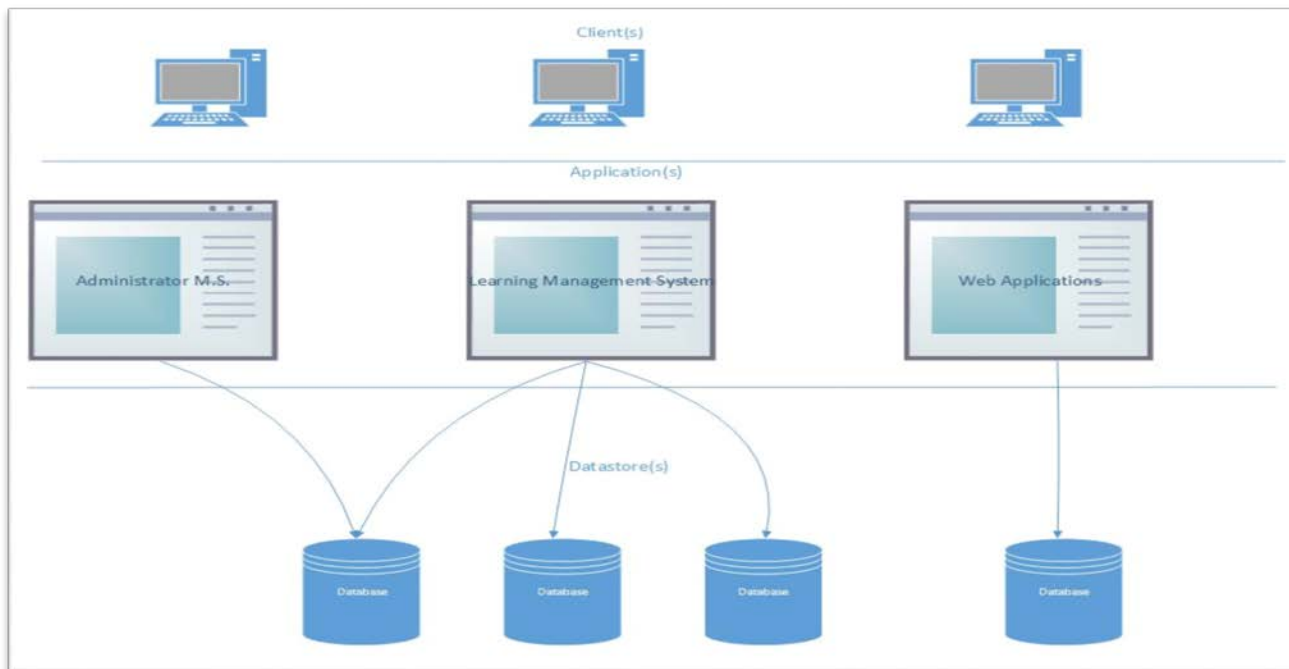 Client(s)
Application(s)
Administrator M.S.
Learning Management System
Web Applications
Datastore(s)
Database
Database
Database
Database